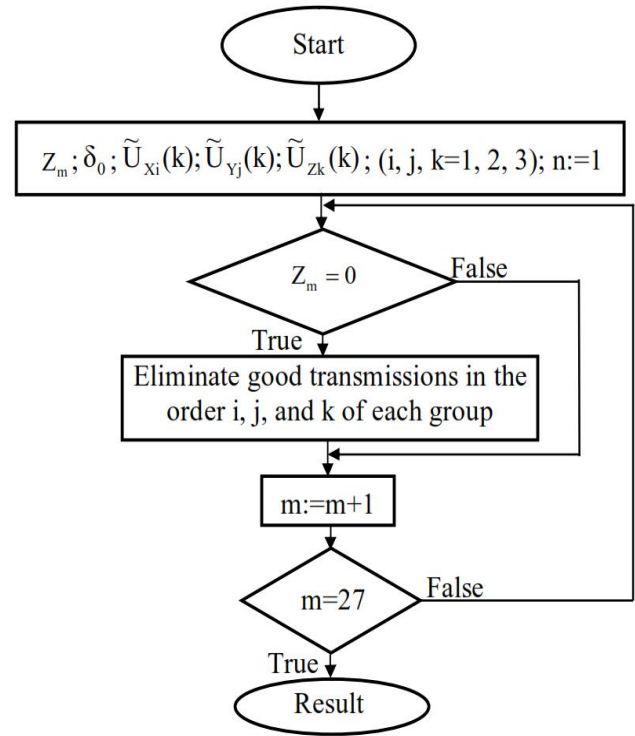 Start
Z_m; δ_0; Ũ_Xi(k); Ũ_Yj(k); Ũ_Zk(k); (i, j, k=1, 2, 3); n:=1
Z_m = 0
False
True
Eliminate good transmissions in the
order i, j, and k of each group
m:=m+1
m=27
False
True
Result